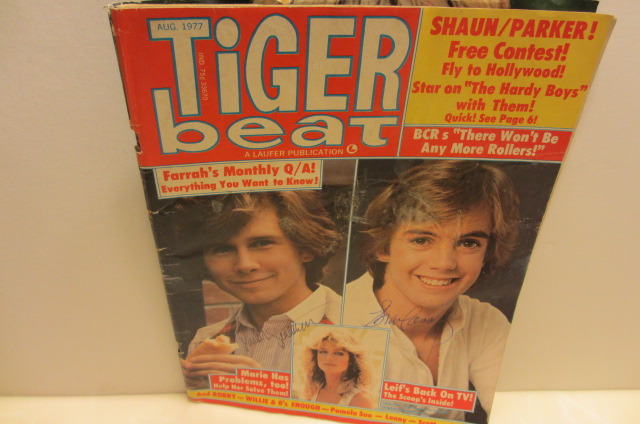 AUG. 1977
TiGER
beat
IND. 75¢
A LAUFER PUBLICATION
SHAUN/PARKER!
Free Contest!
Fly to Hollywood!
Star on "The Hardy Boys"
with Them!
Quick! See Page 6!
BCR s "There Won't Be
Any More Rollers!"
Farrah's Monthly Q/A!
Everything You Want to Know!
Marie Has
Problems, too!
Help Her Solve Them!
Leif's Back On TV!
The Scoop's Inside!
And BOBBY — WILLIE & 8's ENOUGH — Pamela Sue — Lenny —